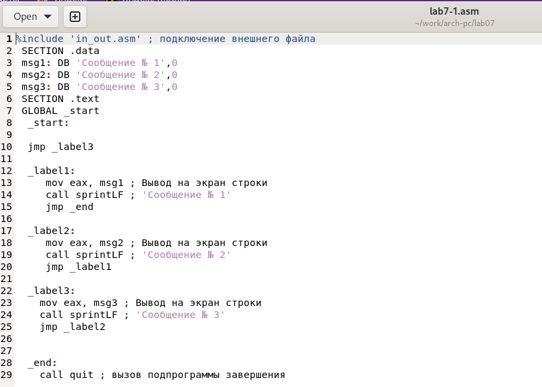 Open
lab7-1.asm
~/work/arch-pc/lab07
1 %include 'in_out.asm' ; подключение внешнего файла
2 SECTION .data
3 msg1: DB 'Сообщение № 1',0
4 msg2: DB 'Сообщение № 2',0
5 msg3: DB 'Сообщение № 3',0
6 SECTION .text
7 GLOBAL _start
8 _start:
9
10 jmp _label3
11
12 _label1:
13 mov eax, msg1 ; Вывод на экран строки
14 call sprintLF ; 'Сообщение № 1'
15 jmp _end
16
17 _label2:
18 mov eax, msg2 ; Вывод на экран строки
19 call sprintLF ; 'Сообщение № 2'
20 jmp _label1
21
22 _label3:
23 mov eax, msg3 ; Вывод на экран строки
24 call sprintLF ; 'Сообщение № 3'
25 jmp _label2
26
27
28 _end:
29 call quit ; вызов подпрограммы завершения